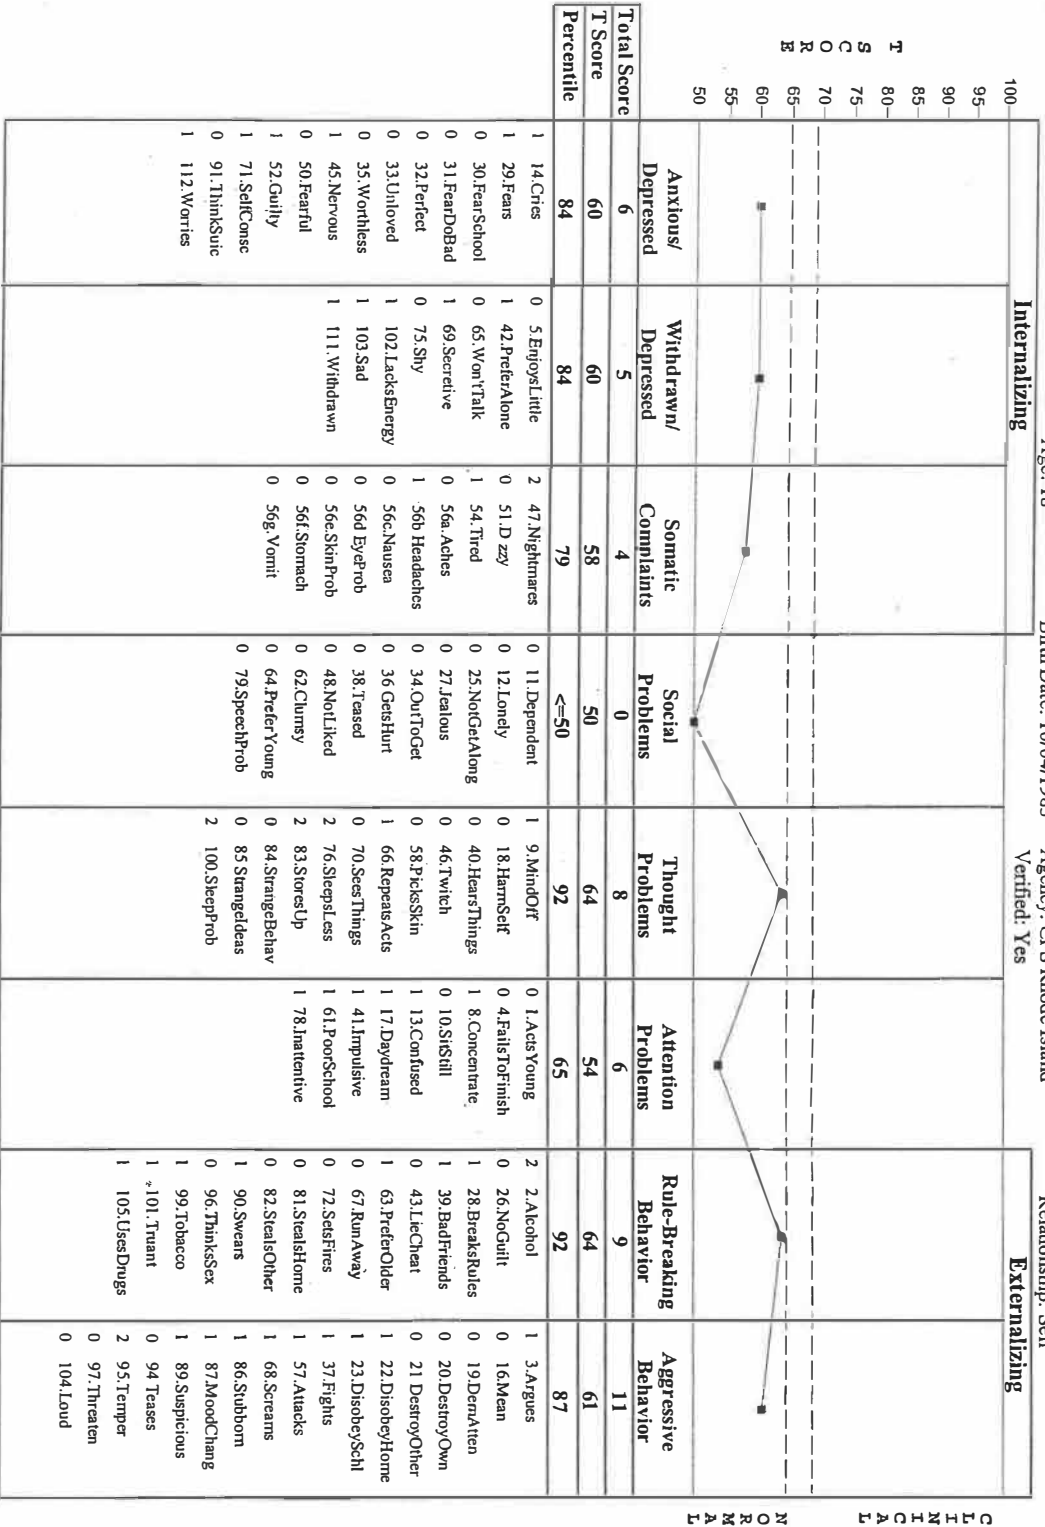 Verified: Yes
Internalizing
Externalizing
T SCORE
100
95
90
85
80
75
70
65
60
55
50
CLINICAL
NORMAL
Anxious/ Depressed
Withdrawn/ Depressed
Somatic Complaints
Social Problems
Thought Problems
Attention Problems
Rule-Breaking Behavior
Aggressive Behavior
Total Score 6 5 4 0 8 6 9 11
T Score 60 60 58 50 64 54 64 61
Percentile 84 84 79 <=50 92 65 92 87
1 14.Cries
1 29.Fears
0 30.FearSchool
0 31.FearDoBad
0 32.Perfect
0 33.Unloved
0 35.Worthless
1 45.Nervous
0 50.Fearful
1 52.Guilty
1 71.SelfConsc
0 91.ThinkSuic
1 112.Worries
0 5.EnjoysLittle
1 42.PreferAlone
0 65.Won'tTalk
1 69.Secretive
0 75.Shy
1 102.LacksEnergy
1 103.Sad
1 111.Withdrawn
2 47.Nightmares
0 51.D zzy
1 54.Tired
0 56a.Aches
1 56b Headaches
0 56c.Nausea
0 56d EyeProb
0 56e.SkinProb
0 56f.Stomach
0 56g.Vomit
0 11.Dependent
0 12.Lonely
0 25.NotGetAlong
0 27.Jealous
0 34.OutToGet
0 36 GetsHurt
0 38.Teased
0 48.NotLiked
0 62.Clumsy
0 64.PreferYoung
0 79.SpeechProb
1 9.MindOff
0 18.HarmSelf
0 40.HearsThings
0 46.Twitch
0 58.PicksSkin
1 66.RepeatsActs
0 70.SeesThings
2 76.SleepsLess
2 83.StoresUp
0 84.StrangeBehav
0 85 StrangeIdeas
2 100.SleepProb
0 1.ActsYoung
0 4.FailsToFinish
1 8.Concentrate
0 10.SitStill
1 13.Confused
1 17.Daydream
1 41.Impulsive
1 61.PoorSchool
1 78.Inattentive
2 2.Alcohol
0 26.NoGuilt
1 28.BreaksRules
1 39.BadFriends
0 43.LieCheat
1 63.PreferOlder
0 67.RunAway
0 72.SetsFires
0 81.StealsHome
0 82.StealsOther
1 90.Swears
0 96.ThinksSex
1 99.Tobacco
1 101.Truant
1 105.UsesDrugs
1 3.Argues
0 16.Mean
0 19.DemAtten
0 20.DestroyOwn
0 21 DestroyOther
1 22.DisobeyHome
1 23.DisobeySchl
1 37.Fights
1 57.Attacks
1 68.Screams
1 86.Stubborn
1 87.MoodChang
1 89.Suspicious
0 94 Teases
2 95.Temper
0 97.Threaten
0 104.Loud